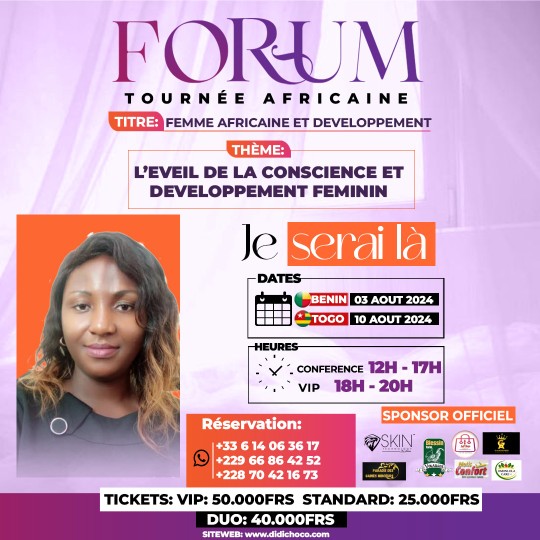 FORUM
TOURNÉE AFRICAINE
TITRE: FEMME AFRICAINE ET DEVELOPPEMENT
THÈME:
L'EVEIL DE LA CONSCIENCE ET
DEVELOPPEMENT FEMININ
Je serai là
DATES
BENIN 03 AOUT 2024
TOGO 10 AOUT 2024
HEURES
CONFERENCE 12H - 17H
VIP 18H - 20H
SPONSOR OFFICIEL
Réservation:
+33 6 14 06 36 17
+229 66 86 42 52
+228 70 42 16 73
SKIN
Confort
TICKETS: VIP: 50.000FRS STANDARD: 25.000FRS
DUO: 40.000FRS
SITEWEB: www.didichoco.com